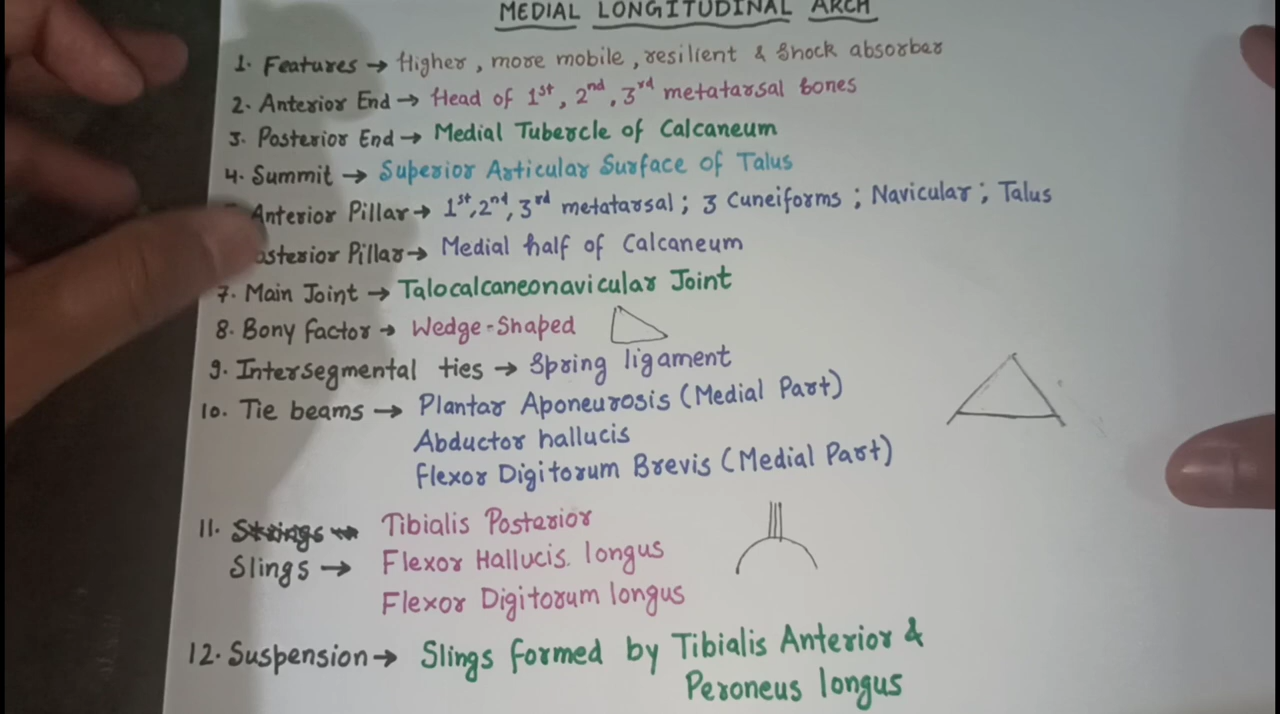 MEDIAL LONGITUDINAL ARCH
1. Features → Higher, more mobile, resilient & Shock absorber
2. Anterior End → Head of 1st, 2nd, 3rd metatarsal bones
3. Posterior End → Medial Tubercle of Calcaneum
4. Summit → Superior Articular Surface of Talus
Anterior Pillar → 1st, 2nd, 3rd metatarsal ; 3 Cuneiforms ; Navicular ; Talus
osterior Pillar → Medial half of Calcaneum
7. Main Joint → Talocalcaneonavicular Joint
8. Bony factor → Wedge-Shaped
9. Intersegmental ties → Spring ligament
10. Tie beams → Plantar Aponeurosis (Medial Part)
Abductor hallucis
Flexor Digitorum Brevis (Medial Part)
11. Tibialis Posterior
Slings → Flexor Hallucis longus
Flexor Digitorum longus
12. Suspension → Slings formed by Tibialis Anterior &
Peroneus longus